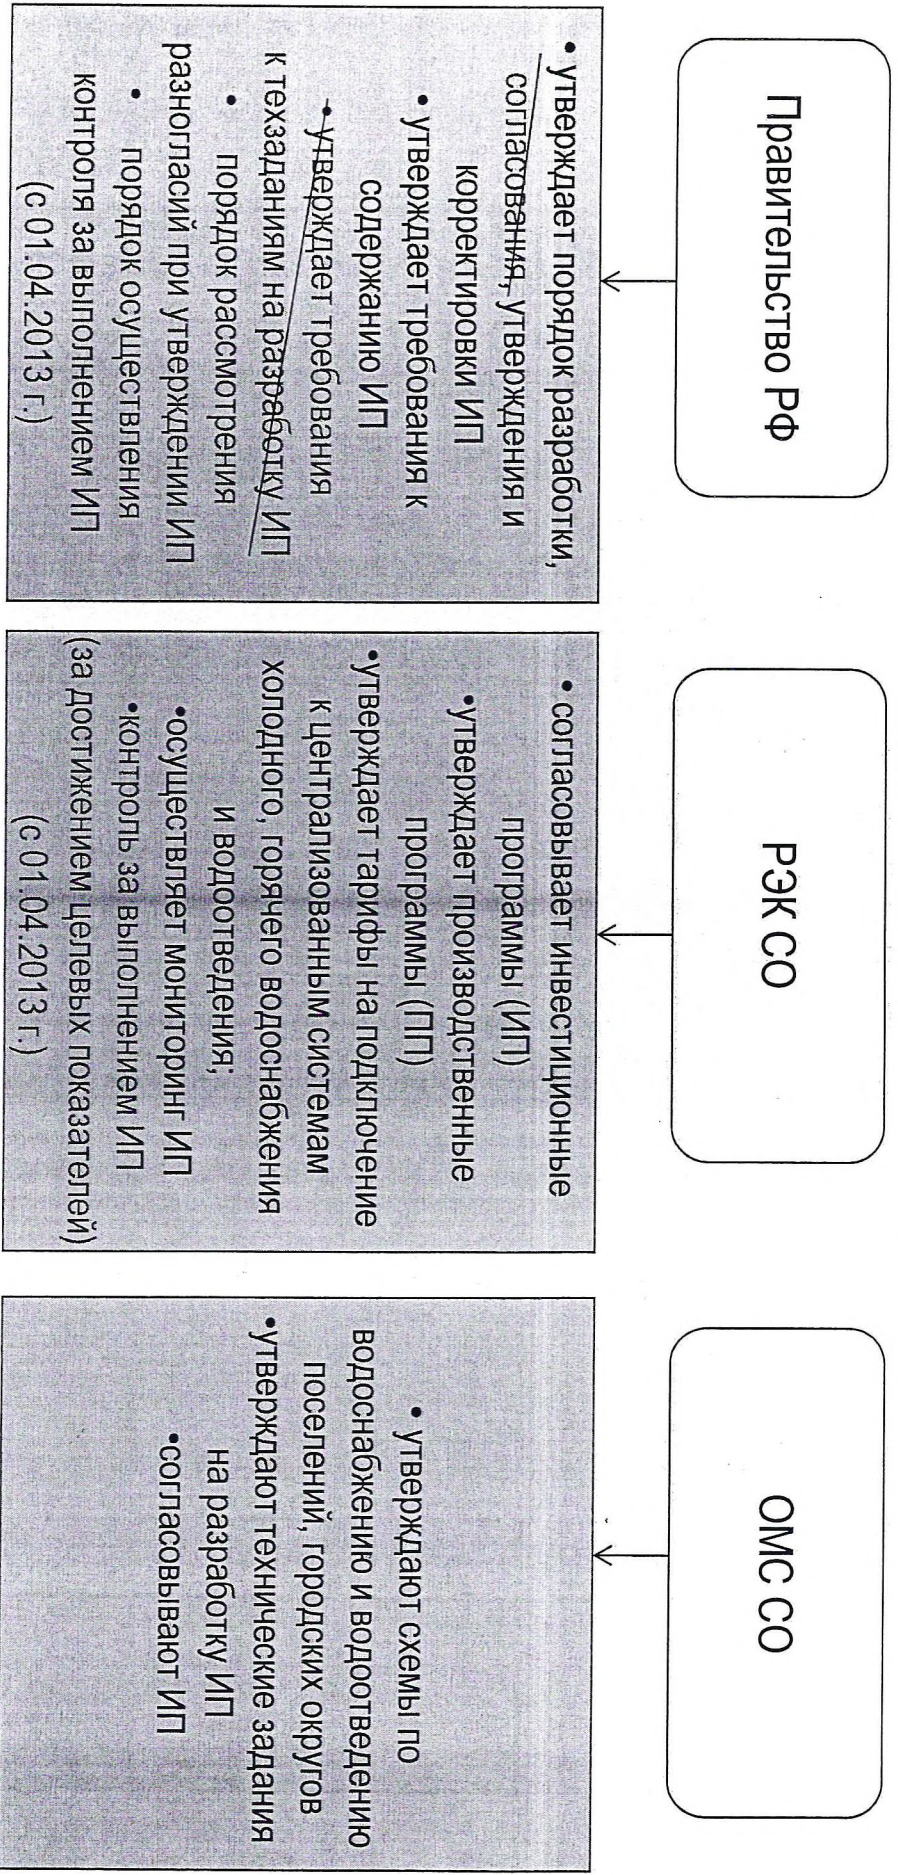 Правительство РФ
• утверждает порядок разработки,
согласования, утверждения и
корректировки ИП
• утверждает требования к
содержанию ИП
• утверждает требования
к техзаданиям на разработку ИП
• порядок рассмотрения
разногласий при утверждении ИП
• порядок осуществления
контроля за выполнением ИП
(с 01.04.2013 г.)
РЭК СО
• согласовывает инвестиционные
программы (ИП)
•утверждает производственные
программы (ПП)
•утверждает тарифы на подключение
к централизованным системам
холодного, горячего водоснабжения
и водоотведения;
•осуществляет мониторинг ИП
•контроль за выполнением ИП
(за достижением целевых показателей)
(с 01.04.2013 г.)
ОМС СО
• утверждают схемы по
водоснабжению и водоотведению
поселений, городских округов
•утверждают технические задания
на разработку ИП
•согласовывают ИП